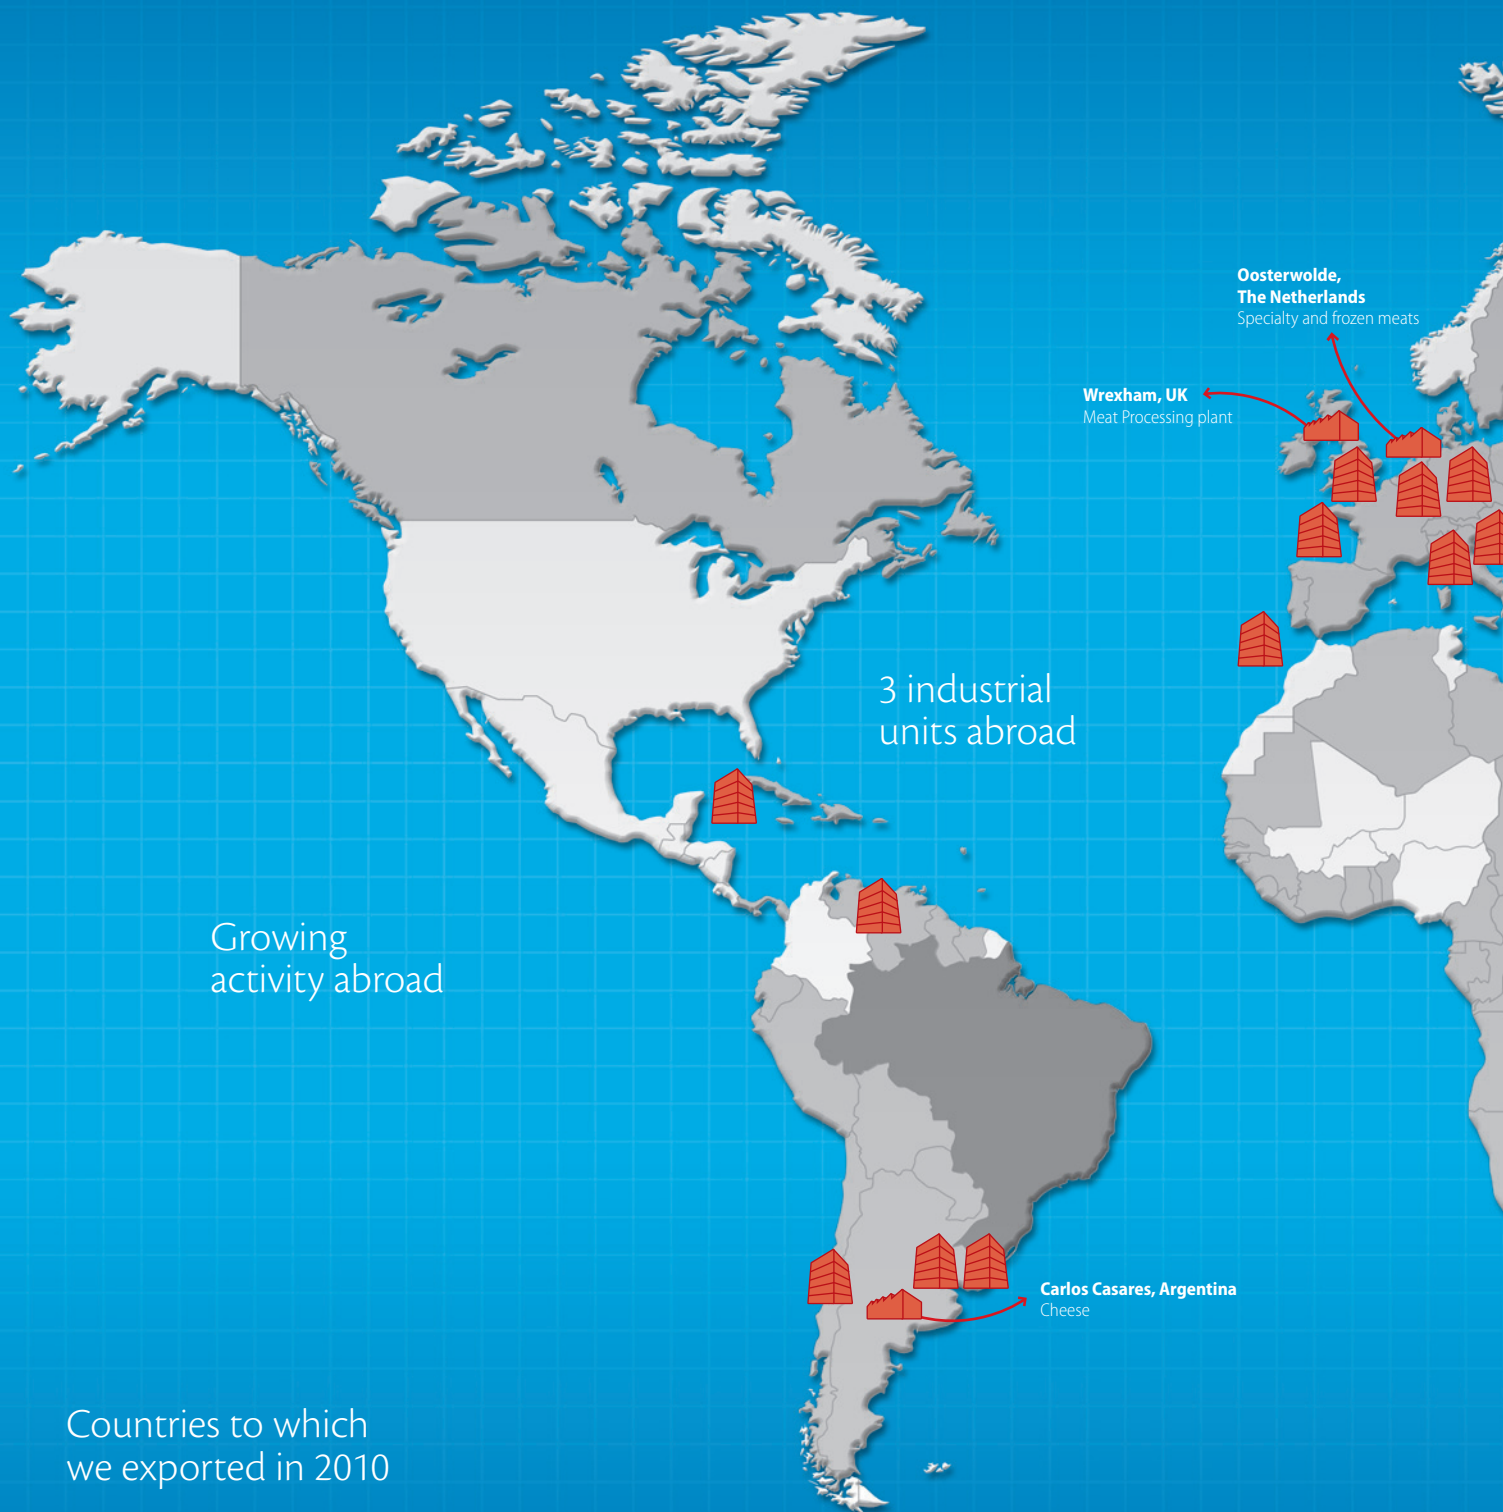 Oosterwolde,
The Netherlands
Specialty and frozen meats
Wrexham, UK
Meat Processing plant
3 industrial
units abroad
Growing
activity abroad
Carlos Casares, Argentina
Cheese
Countries to which
we exported in 2010